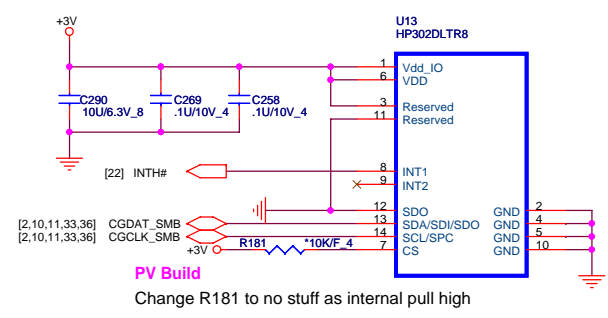 +3V
U13
HP302DLTR8
1 Vdd_IO
6 VDD
C290
10U/6.3V_8
C269
.1U/10V_4
C258
.1U/10V_4
3 Reserved
11 Reserved
[22] INTH#
8 INT1
9 INT2
12 SDO
GND 2
[2,10,11,33,36] CGDAT_SMB
13 SDA/SDI/SDO
GND 4
[2,10,11,33,36] CGCLK_SMB
14 SCL/SPC
GND 5
+3V
R181
*10K/F_4
7 CS
GND 10
PV Build
Change R181 to no stuff as internal pull high